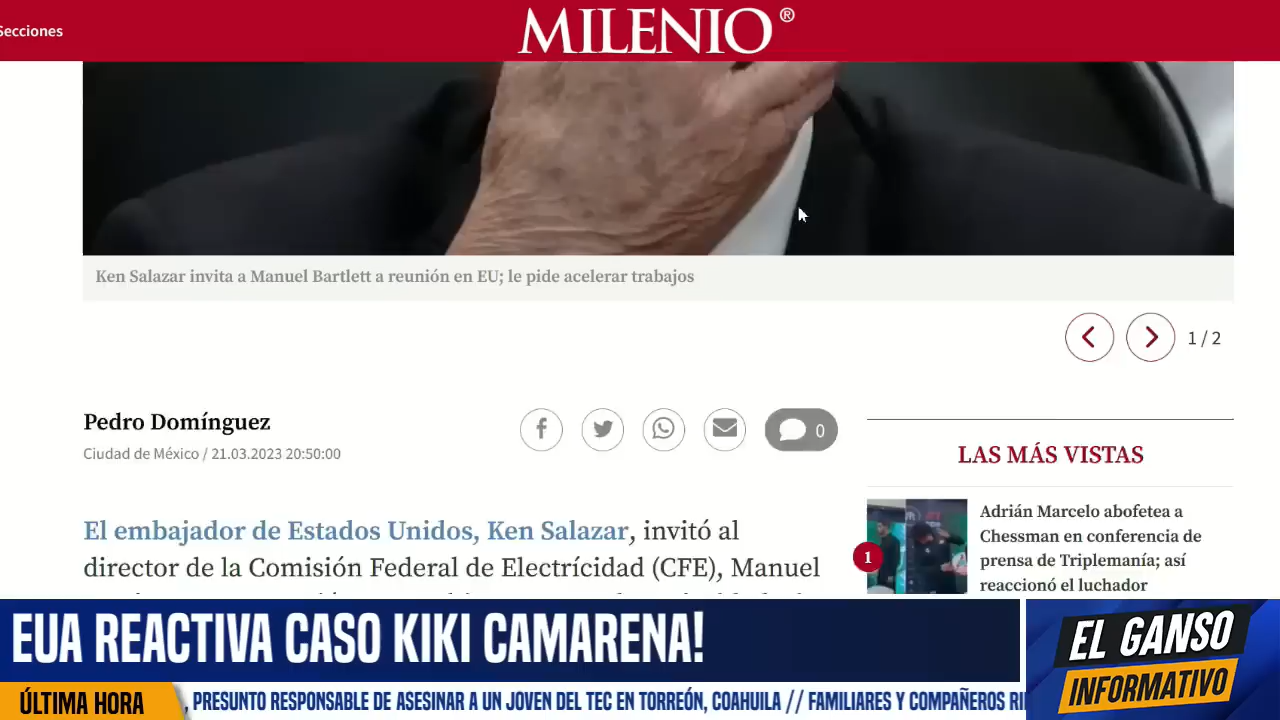 Secciones
MILENIO®
Ken Salazar invita a Manuel Bartlett a reunión en EU; le pide acelerar trabajos
1 / 2
Pedro Domínguez
Ciudad de México / 21.03.2023 20:50:00
0
El embajador de Estados Unidos, Ken Salazar, invitó al
director de la Comisión Federal de Electrícidad (CFE), Manuel
LAS MÁS VISTAS
1
Adrián Marcelo abofetea a
Chessman en conferencia de
prensa de Triplemanía; así
reaccionó el luchador
EUA REACTIVA CASO KIKI CAMARENA!
EL GANSO
INFORMATIVO
ÚLTIMA HORA
, PRESUNTO RESPONSABLE DE ASESINAR A UN JOVEN DEL TEC EN TORREÓN, COAHUILA // FAMILIARES Y COMPAÑEROS